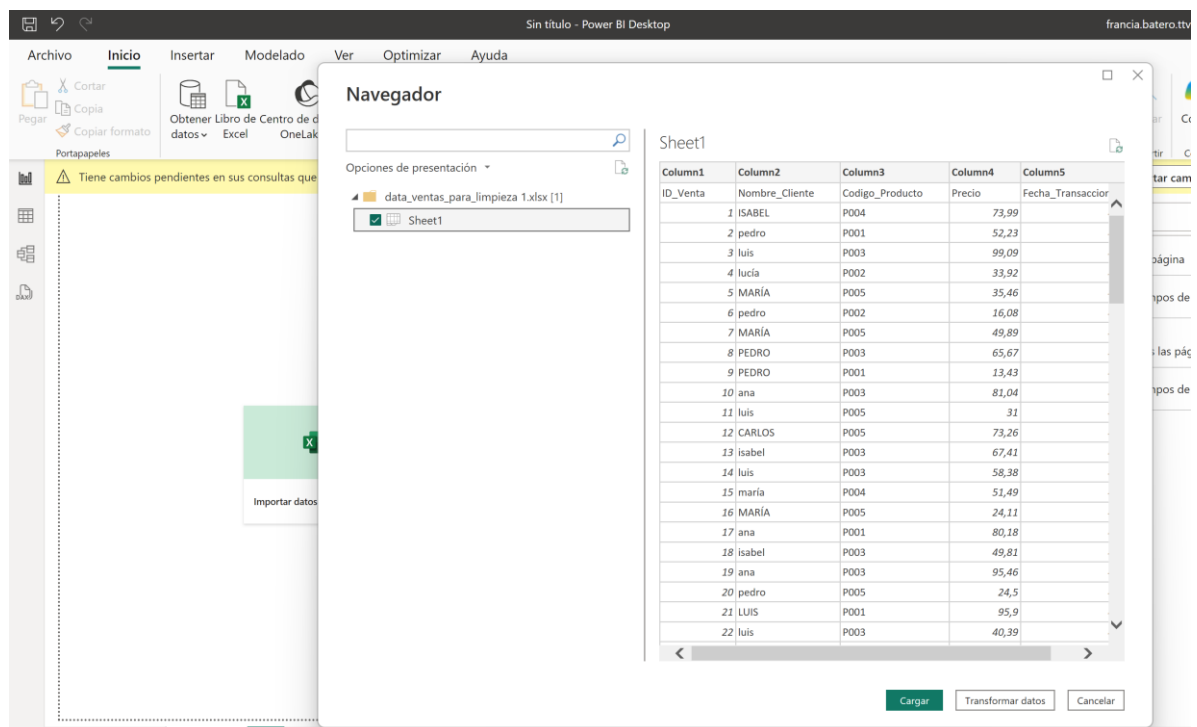 Sin título - Power BI Desktop
francia.batero.ttv
Archivo Inicio Insertar Modelado Ver Optimizar Ayuda
Pegar
Cortar
Copia
Copiar formato
Portapapeles
Obtener datos
Libro de Excel
Centro de d
OneLak
Tiene cambios pendientes en sus consultas que
tar cam
Importar datos
página
npos de
las pág
npos de
Navegador
Opciones de presentación
data_ventas_para_limpieza 1.xlsx [1]
Sheet1
Sheet1
Column1 Column2 Column3 Column4 Column5
ID_Venta Nombre_Cliente Codigo_Producto Precio Fecha_Transaccion
1 ISABEL P004 73,99
2 pedro P001 52,23
3 luis P003 99,09
4 lucía P002 33,92
5 MARÍA P005 35,46
6 pedro P002 16,08
7 MARÍA P005 49,89
8 PEDRO P003 65,67
9 PEDRO P001 13,43
10 ana P003 81,04
11 luis P005 31
12 CARLOS P005 73,26
13 isabel P003 67,41
14 luis P003 58,38
15 maría P004 51,49
16 MARÍA P005 24,11
17 ana P001 80,18
18 isabel P003 49,81
19 ana P003 95,46
20 pedro P005 24,5
21 LUIS P001 95,9
22 luis P003 40,39
Cargar Transformar datos Cancelar